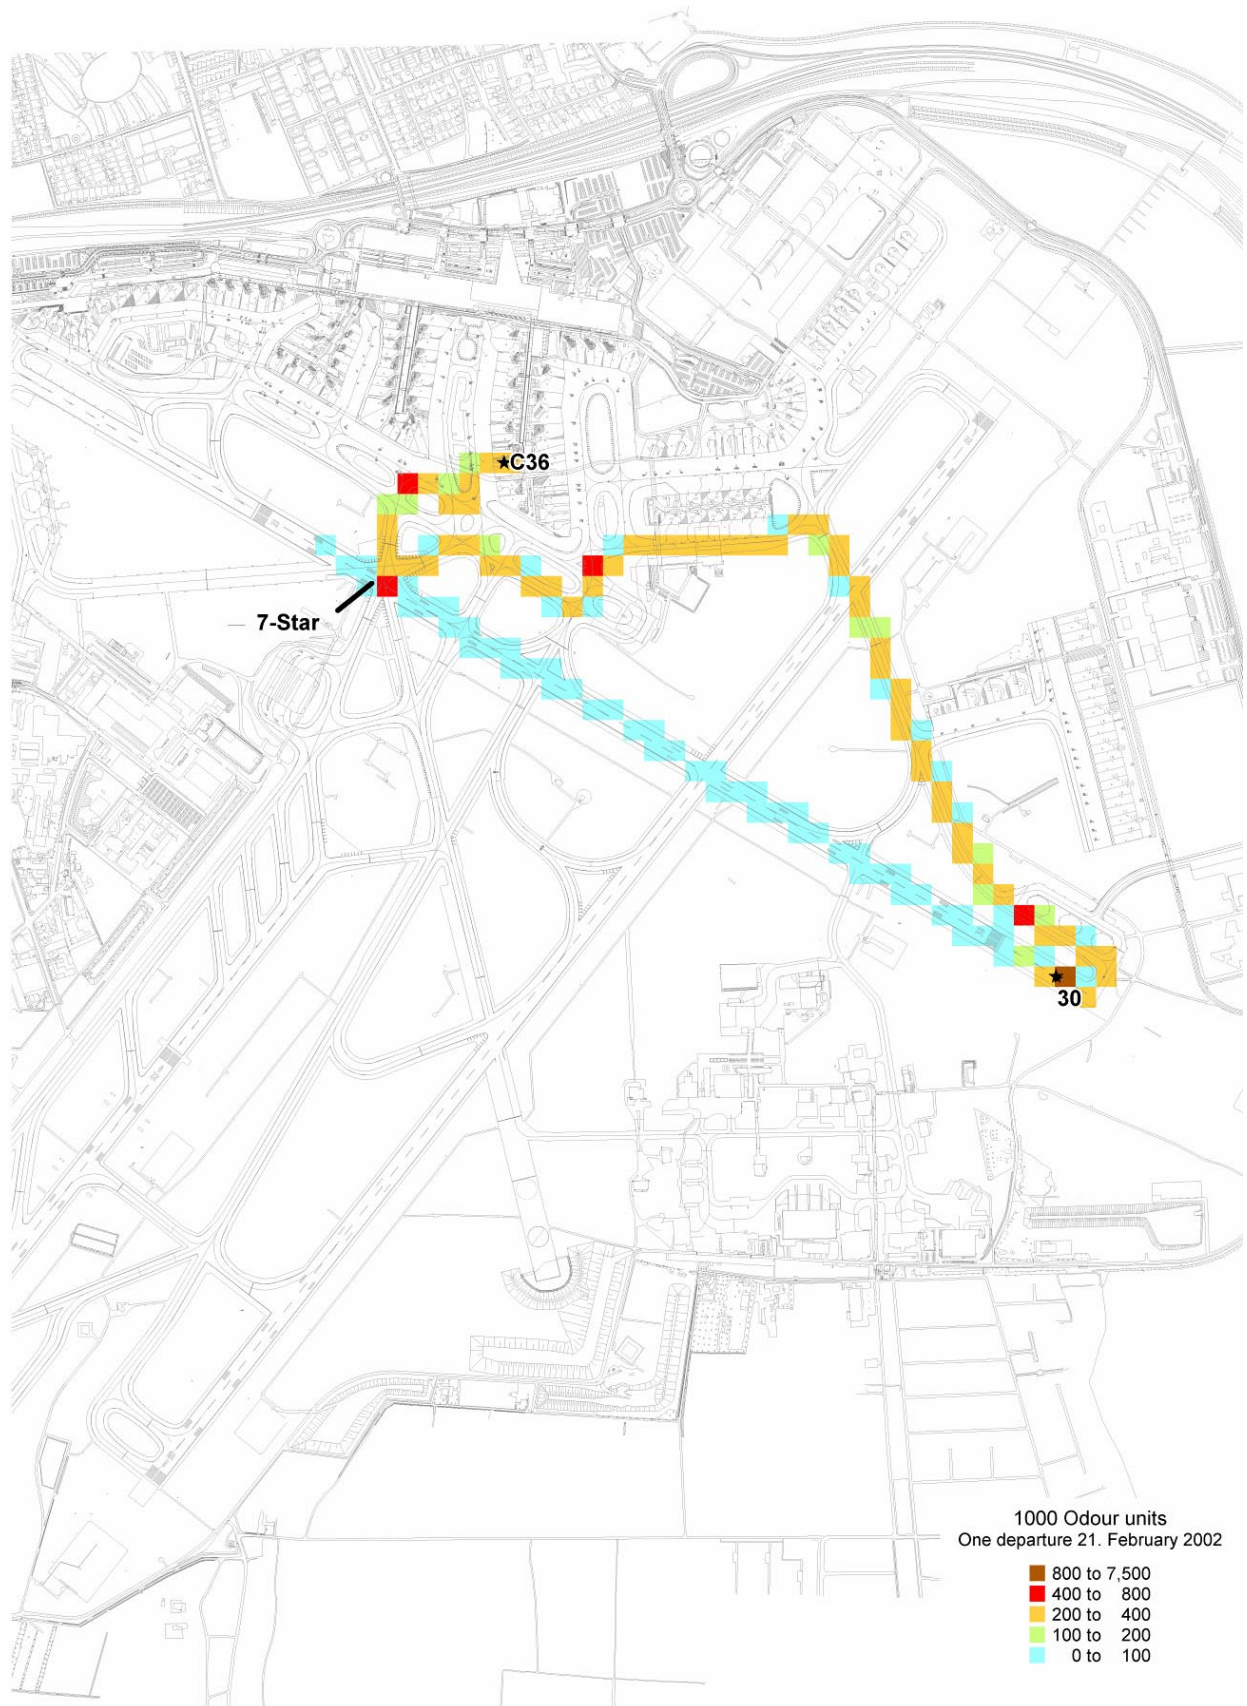 C36
7-Star
30
1000 Odour units
One departure 21. February 2002
800 to 7,500
400 to 800
200 to 400
100 to 200
0 to 100